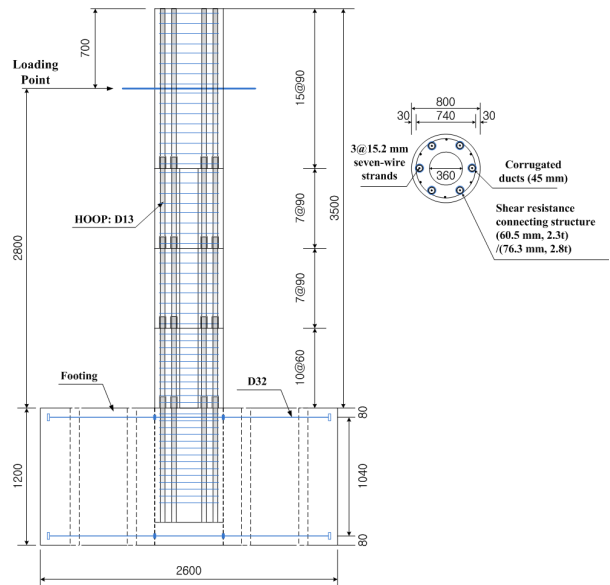 700
Loading
Point
2800
HOOP: D13
15@90
7@90
7@90
10@60
3500
Footing
D32
1200
80
1040
80
2600
800
30
740
30
3@15.2 mm
seven-wire
strands
360
Corrugated
ducts (45 mm)
Shear resistance
connecting structure
(60.5 mm, 2.3t)
/(76.3 mm, 2.8t)